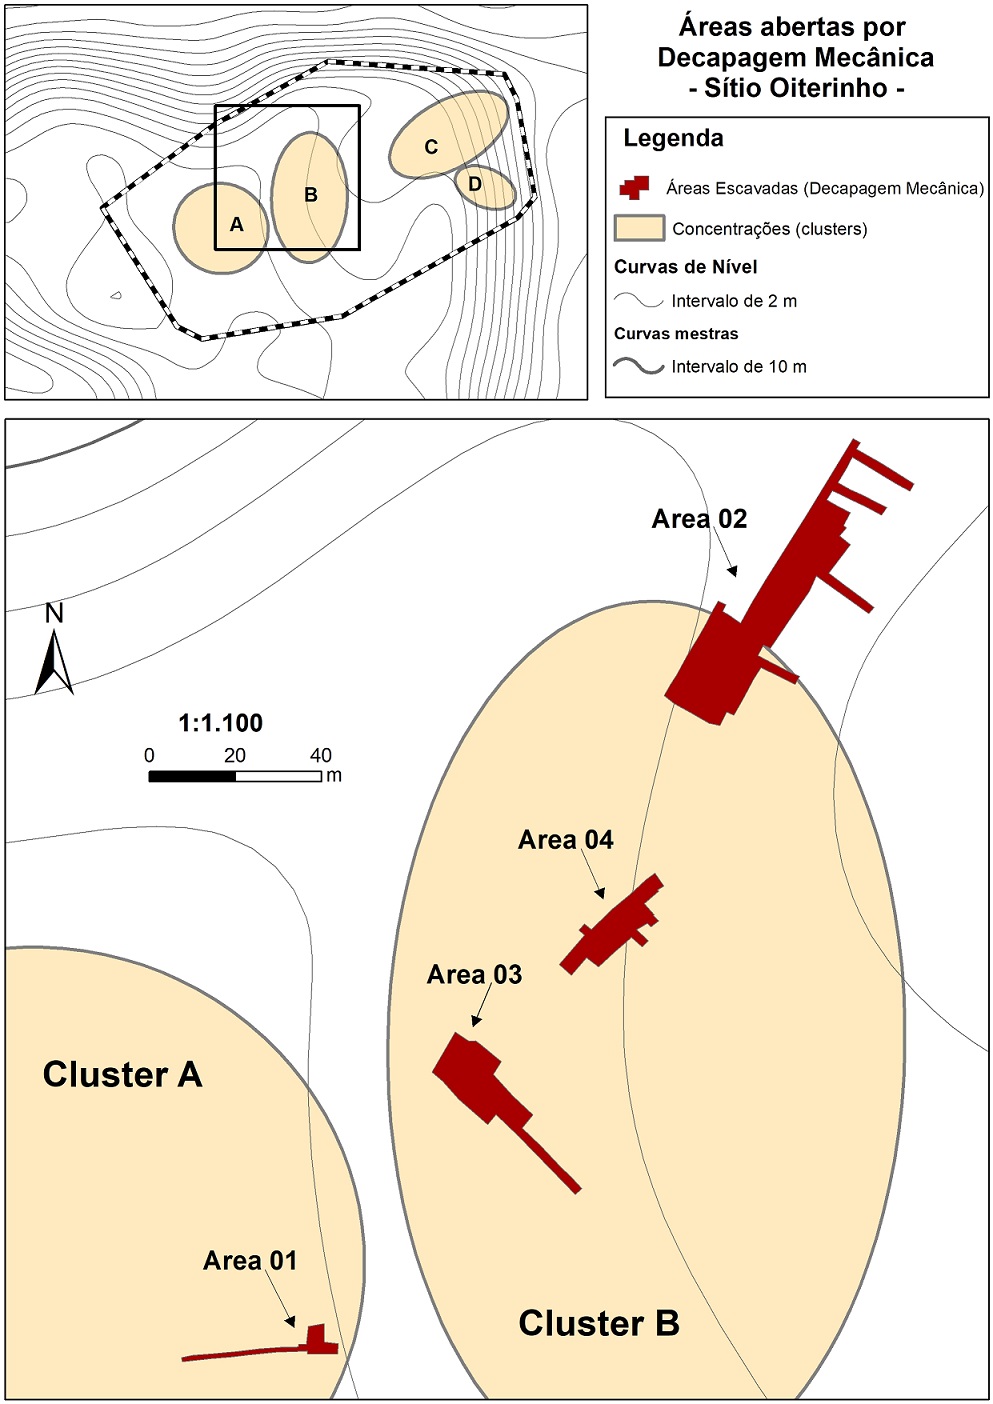 Áreas abertas por
Decapagem Mecânica
- Sítio Oiterinho -
A
B
C
D
Legenda
Áreas Escavadas (Decapagem Mecânica)
Concentrações (clusters)
Curvas de Nível
Intervalo de 2 m
Curvas mestras
Intervalo de 10 m
Area 02
N
1:1.100
0 20 40
m
Area 04
Area 03
Cluster A
Area 01
Cluster B